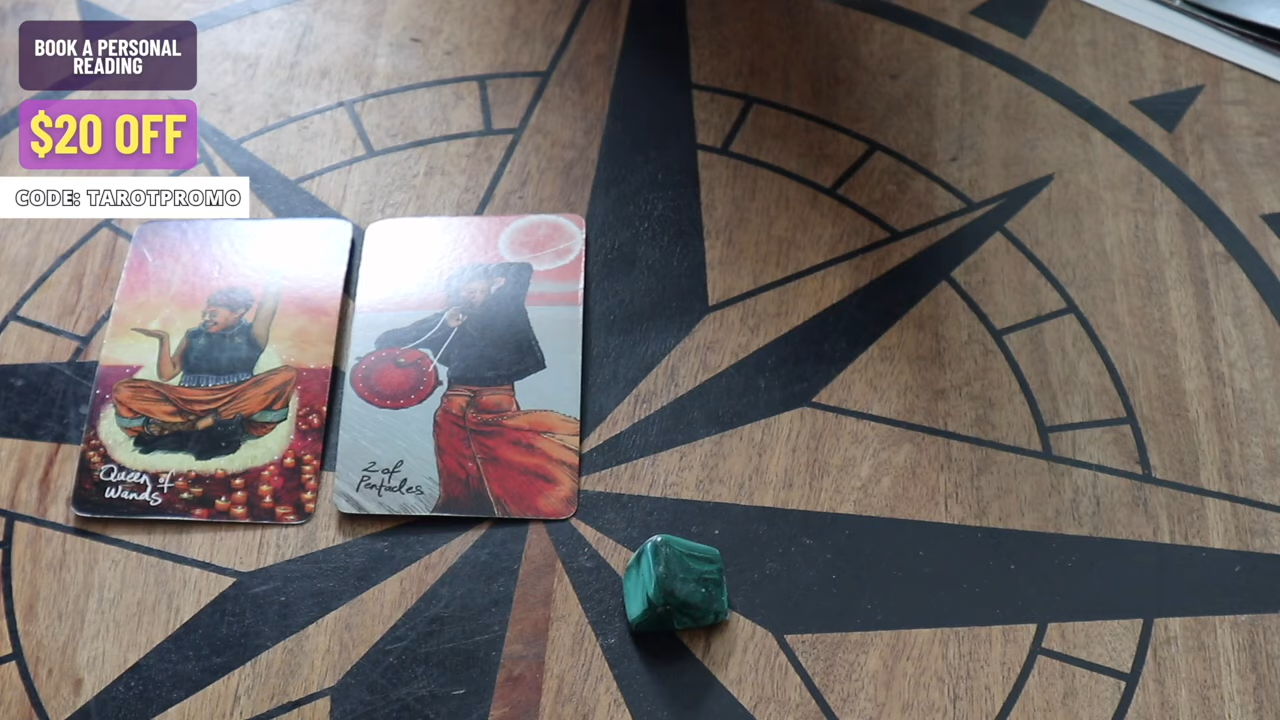 BOOK A PERSONAL
READING
$20 OFF
CODE: TAROTPROMO
Queen of
Wands
2 of
Pentacles